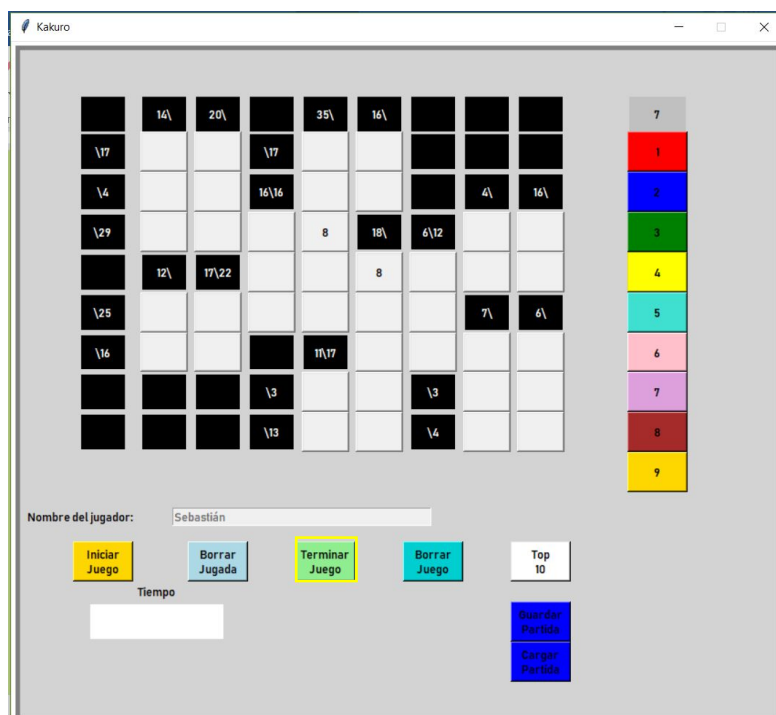 Kakuro
14\ 20\ 35\ 16\ 7
\17 \17 1
\4 16\16 4\ 16\ 2
\29 8 18\ 6\12 3
12\ 17\22 8 4
\25 7\ 6\ 5
\16 11\17 6
\3 \3 7
\13 \4 8
9
Nombre del jugador: Sebastián
Iniciar Borrar Terminar Borrar Top
Juego Jugada Juego Juego 10
Tiempo
Guardar
Partida
Cargar
Partida